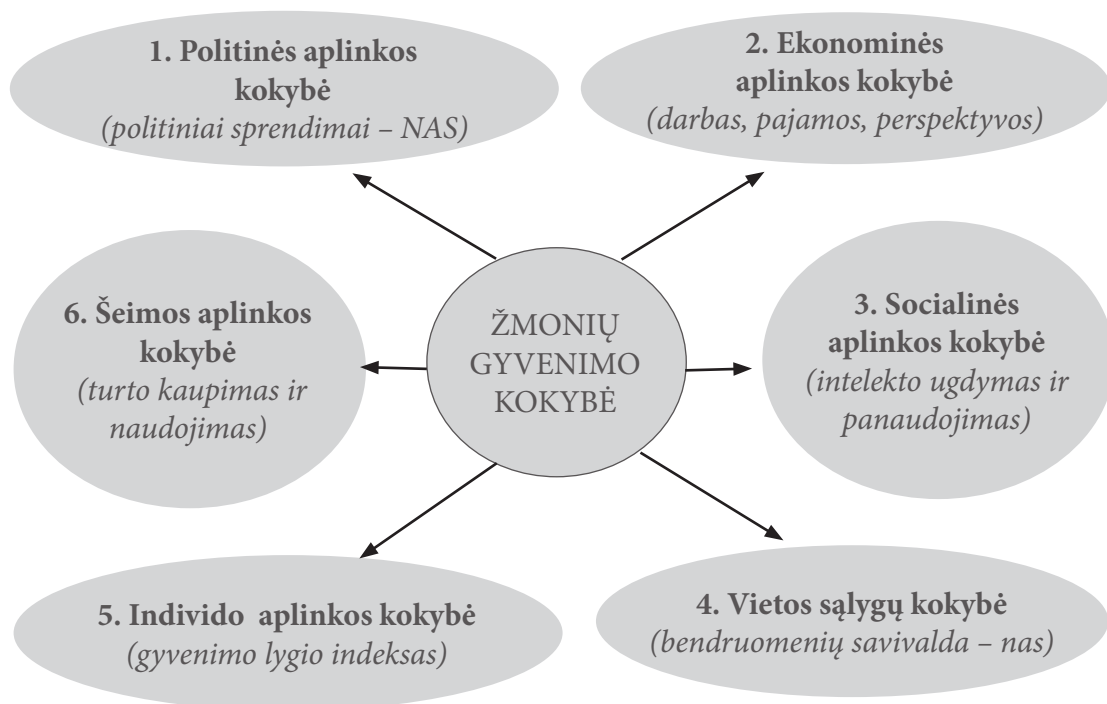 1. Politinės aplinkos
kokybė
(politiniai sprendimai – NAS)
2. Ekonominės
aplinkos kokybė
(darbas, pajamos, perspektyvos)
ŽMONIŲ
GYVENIMO
KOKYBĖ
3. Socialinės
aplinkos kokybė
(intelekto ugdymas ir
panaudojimas)
4. Vietos sąlygų kokybė
(bendruomenių savivalda – nas)
5. Individo aplinkos kokybė
(gyvenimo lygio indeksas)
6. Šeimos aplinkos
kokybė
(turto kaupimas ir
naudojimas)